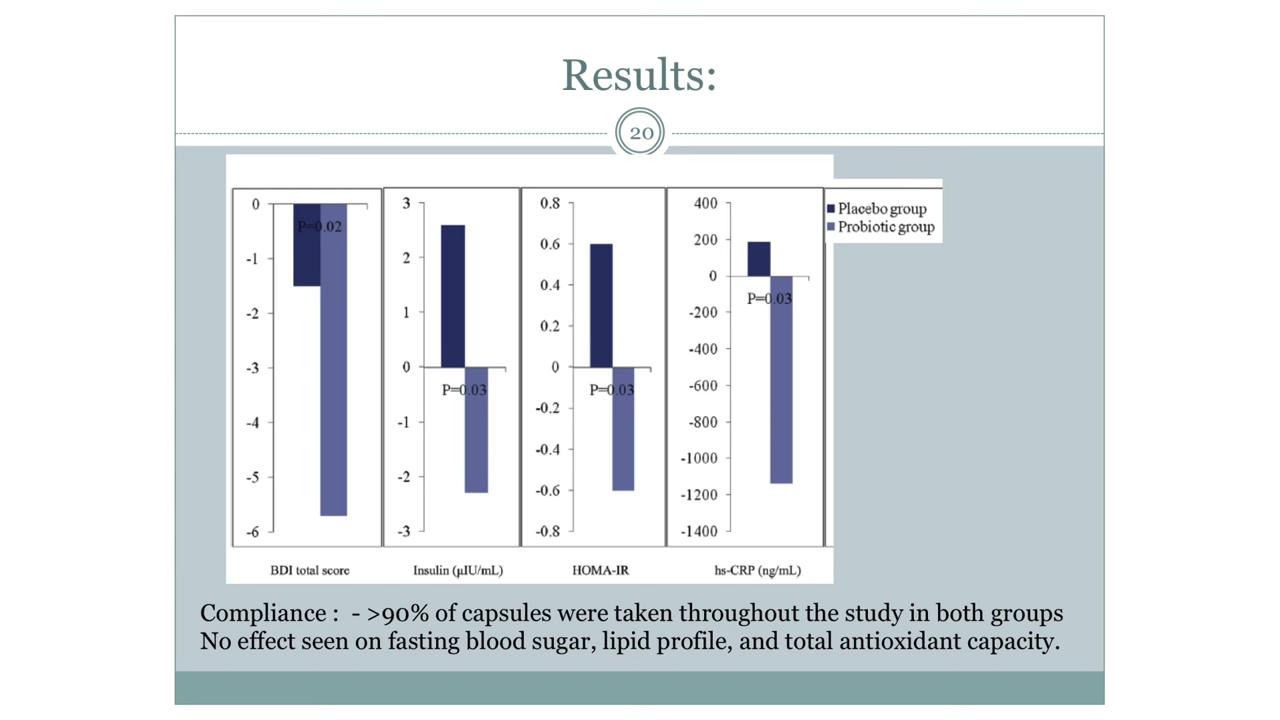 Results:
20
0
-1
-2
-3
-4
-5
-6
P=0.02
BDI total score
3
2
1
0
-1
-2
-3
P=0.03
Insulin (µIU/mL)
0.8
0.6
0.4
0.2
0
-0.2
-0.4
-0.6
-0.8
P=0.03
HOMA-IR
400
200
0
-200
-400
-600
-800
-1000
-1200
-1400
P=0.03
hs-CRP (ng/mL)
Placebo group
Probiotic group
Compliance : - >90% of capsules were taken throughout the study in both groups
No effect seen on fasting blood sugar, lipid profile, and total antioxidant capacity.